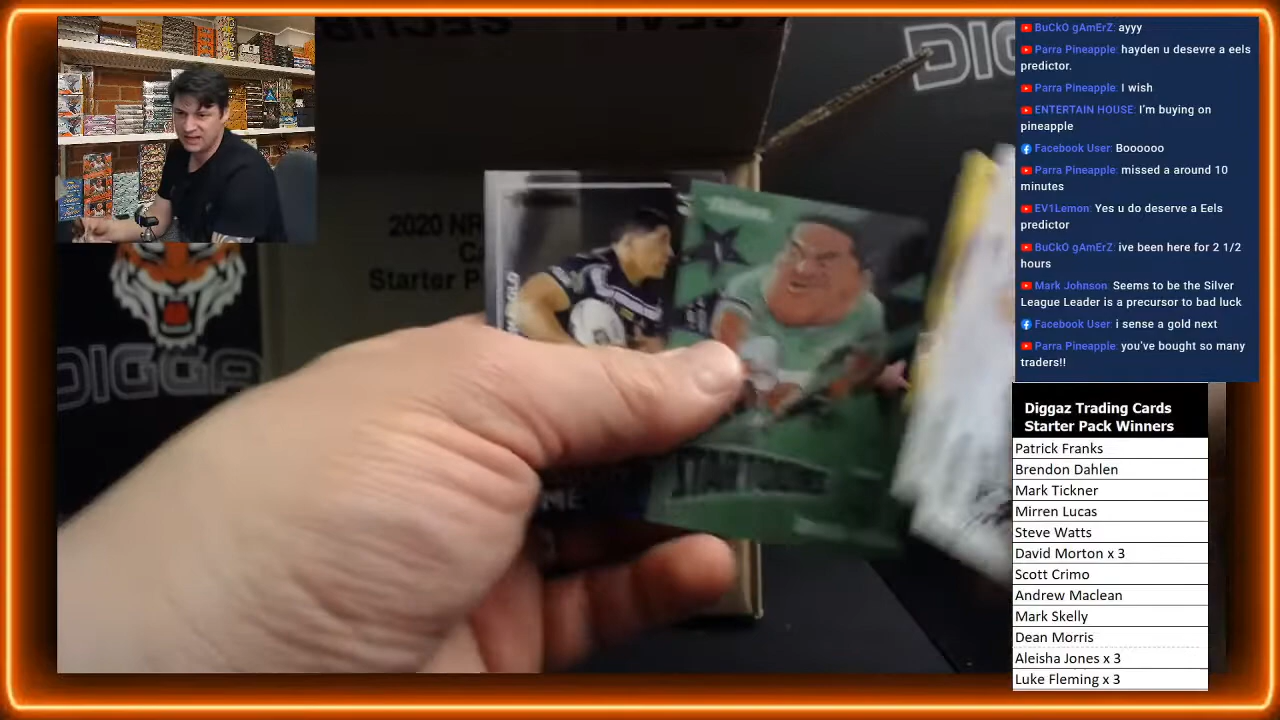 BuCkO gAmErZ: ayyy
Parra Pineapple: hayden u desevre a eels
predictor.
Parra Pineapple: I wish
ENTERTAIN HOUSE: I'm buying on
pineapple
Facebook User: Boooooo
Parra Pineapple: missed a around 10
minutes
EV1Lemon: Yes u do deserve a Eels
predictor
BuCkO gAmErZ: ive been here for 2 1/2
hours
Mark Johnson: Seems to be the Silver
League Leader is a precursor to bad luck
Facebook User: i sense a gold next
Parra Pineapple: you've bought so many
traders!!
Diggaz Trading Cards
Starter Pack Winners
Patrick Franks
Brendon Dahlen
Mark Tickner
Mirren Lucas
Steve Watts
David Morton x 3
Scott Crimo
Andrew Maclean
Mark Skelly
Dean Morris
Aleisha Jones x 3
Luke Fleming x 3
2020 NR
Starter P
DIGGA